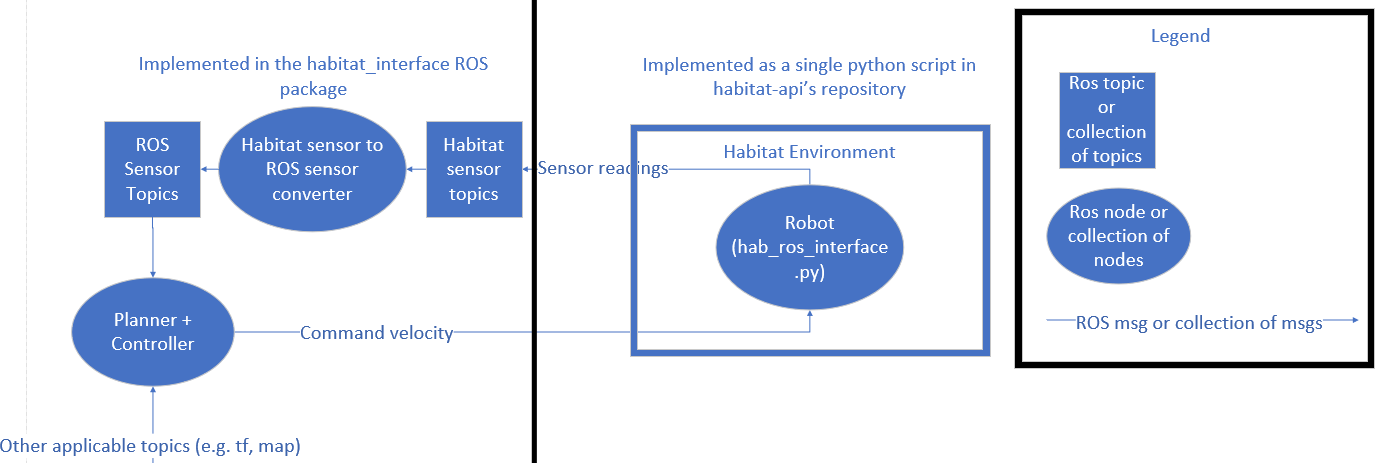 Implemented in the habitat_interface ROS
package
ROS
Sensor
Topics
Habitat sensor to
ROS sensor
converter
Habitat
sensor
topics
Planner +
Controller
Command velocity
Other applicable topics (e.g. tf, map)
Implemented as a single python script in
habitat-api's repository
Sensor readings
Habitat Environment
Robot
(hab_ros_interface
.py)
Legend
Ros topic
or
collection
of topics
Ros node or
collection of
nodes
ROS msg or collection of msgs